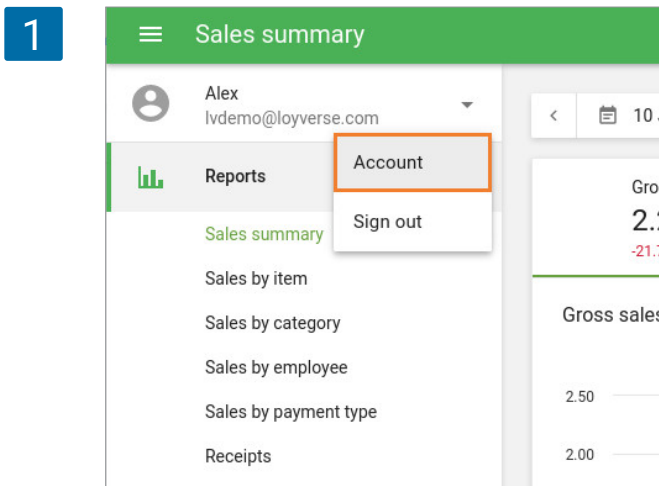 1
Sales summary
Alex
lvdemo@loyverse.com
Account
Sign out
Reports
Sales summary
Sales by item
Sales by category
Sales by employee
Sales by payment type
Receipts
10
Gross sales
2.50
2.00